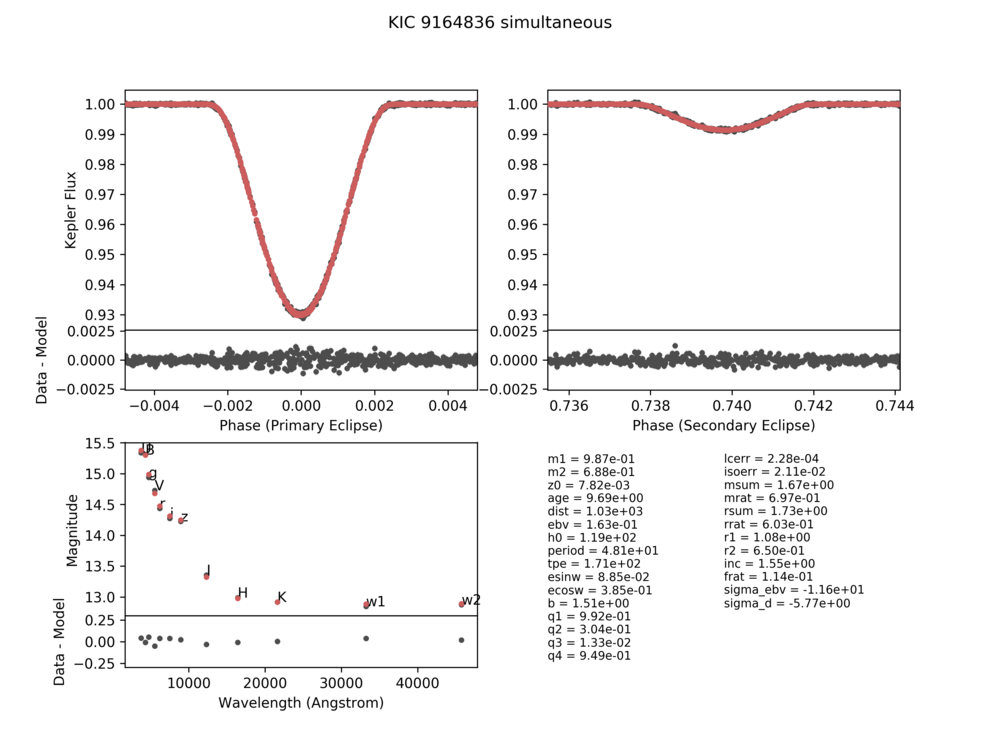 KIC 9164836 simultaneous
Kepler Flux
1.00
0.99
0.98
0.97
0.96
0.95
0.94
0.93
1.00
0.99
0.98
0.97
0.96
0.95
0.94
0.93
Data - Model
0.0025
0.0000
−0.0025
0.0025
0.0000
−0.0025
−0.004 −0.002 0.000 0.002 0.004
Phase (Primary Eclipse)
0.736 0.738 0.740 0.742 0.744
Phase (Secondary Eclipse)
Magnitude
15.5
15.0
14.5
14.0
13.5
13.0
B
g
V
r
i
z
J
H
K
w1
w2
Data - Model
0.25
0.00
−0.25
10000 20000 30000 40000
Wavelength (Angstrom)
m1 = 9.87e-01
m2 = 6.88e-01
z0 = 7.82e-03
age = 9.69e+00
dist = 1.03e+03
ebv = 1.63e-01
h0 = 1.19e+02
period = 4.81e+01
tpe = 1.71e+02
esinw = 8.85e-02
ecosw = 3.85e-01
b = 1.51e+00
q1 = 9.92e-01
q2 = 3.04e-01
q3 = 1.33e-02
q4 = 9.49e-01
lcerr = 2.28e-04
isoerr = 2.11e-02
msum = 1.67e+00
mrat = 6.97e-01
rsum = 1.73e+00
rrat = 6.03e-01
r1 = 1.08e+00
r2 = 6.50e-01
inc = 1.55e+00
frat = 1.14e-01
sigma_ebv = -1.16e+01
sigma_d = -5.77e+00